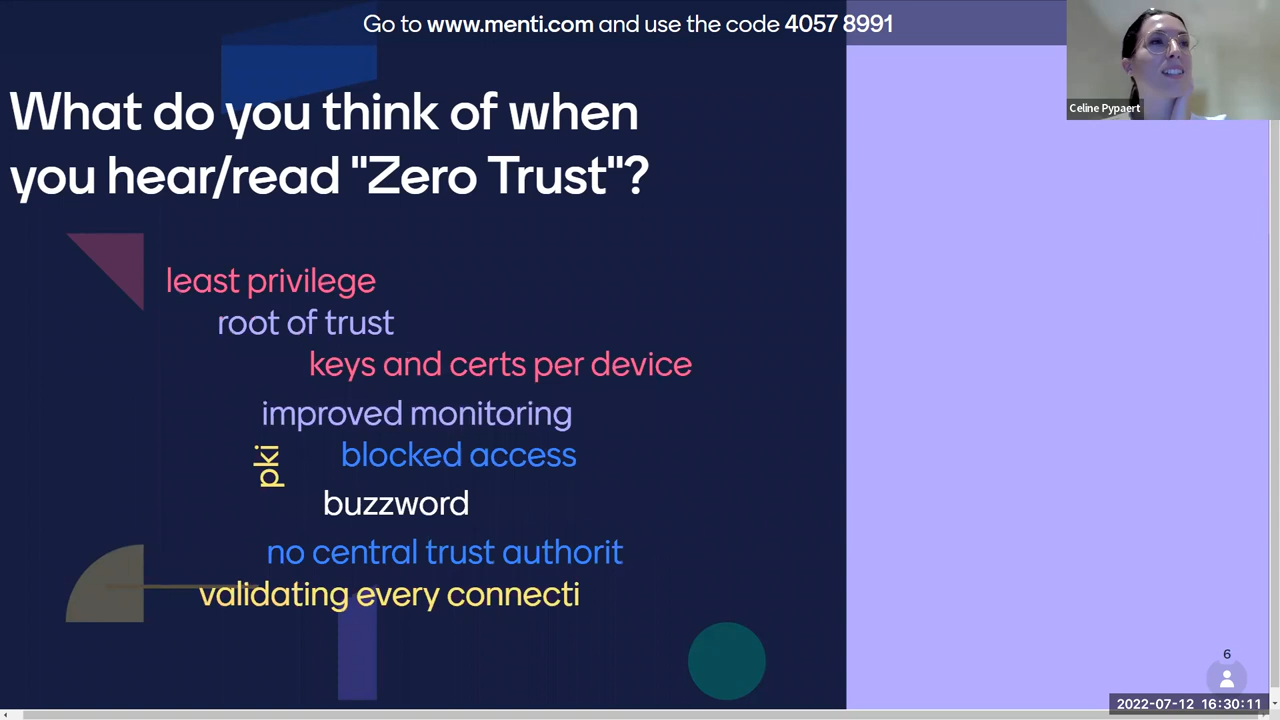 Go to www.menti.com and use the code 4057 8991
Celine Pypaert
What do you think of when
you hear/read "Zero Trust"?
least privilege
root of trust
keys and certs per device
improved monitoring
pki
blocked access
buzzword
no central trust authorit
validating every connecti
6
2022-07-12 16:30:11